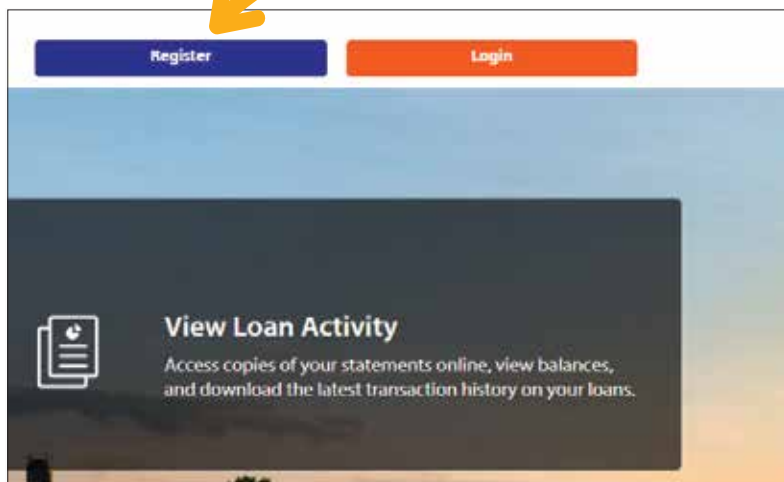 Register
Login
View Loan Activity
Access copies of your statements online, view balances,
and download the latest transaction history on your loans.